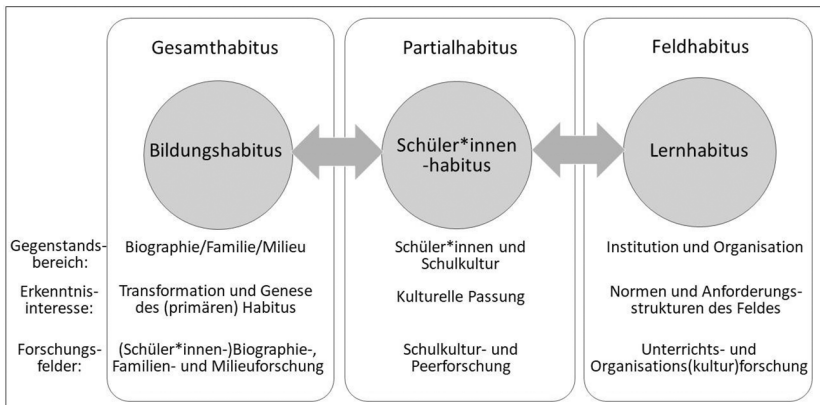 Gesamthabitus
Partialhabitus
Feldhabitus
Bildungshabitus
Schüler*innen
-habitus
Lernhabitus
Gegenstands-
bereich:
Biographie/Familie/Milieu
Schüler*innen und
Schulkultur
Institution und Organisation
Erkenntnis-
interesse:
Transformation und Genese
des (primären) Habitus
Kulturelle Passung
Normen und Anforderungs-
strukturen des Feldes
Forschungs-
felder:
(Schüler*innen-)Biographie-,
Familien- und Milieuforschung
Schulkultur- und
Peerforschung
Unterrichts- und
Organisations(kultur)forschung